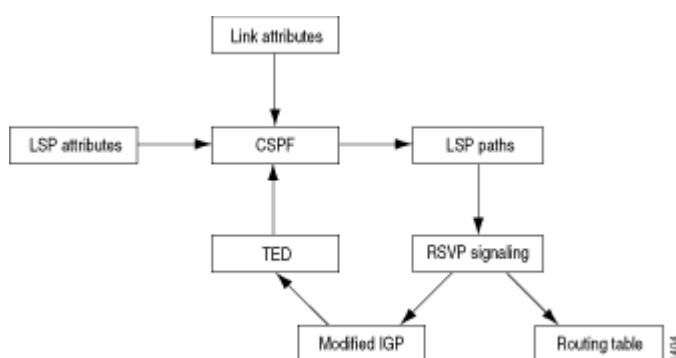 Link attributes
LSP attributes
CSPF
LSP paths
TED
RSVP signaling
Modified IGP
Routing table